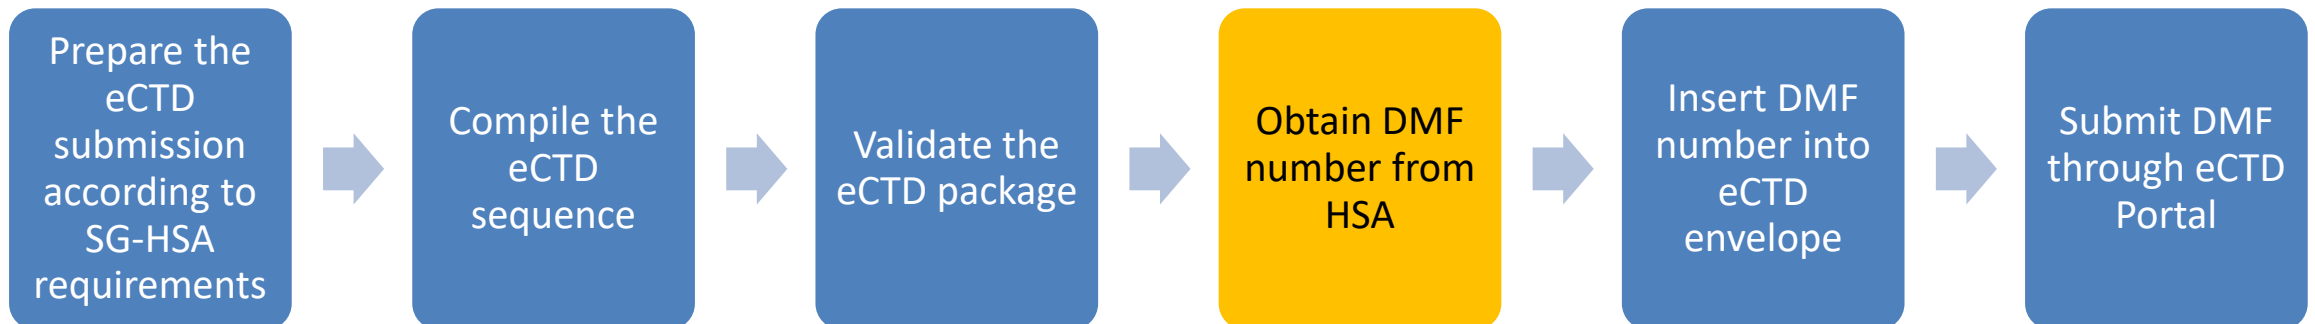 Prepare the
eCTD
submission
according to
SG-HSA
requirements
Compile the
eCTD
sequence
Validate the
eCTD package
Obtain DMF
number from
HSA
Insert DMF
number into
eCTD
envelope
Submit DMF
through eCTD
Portal